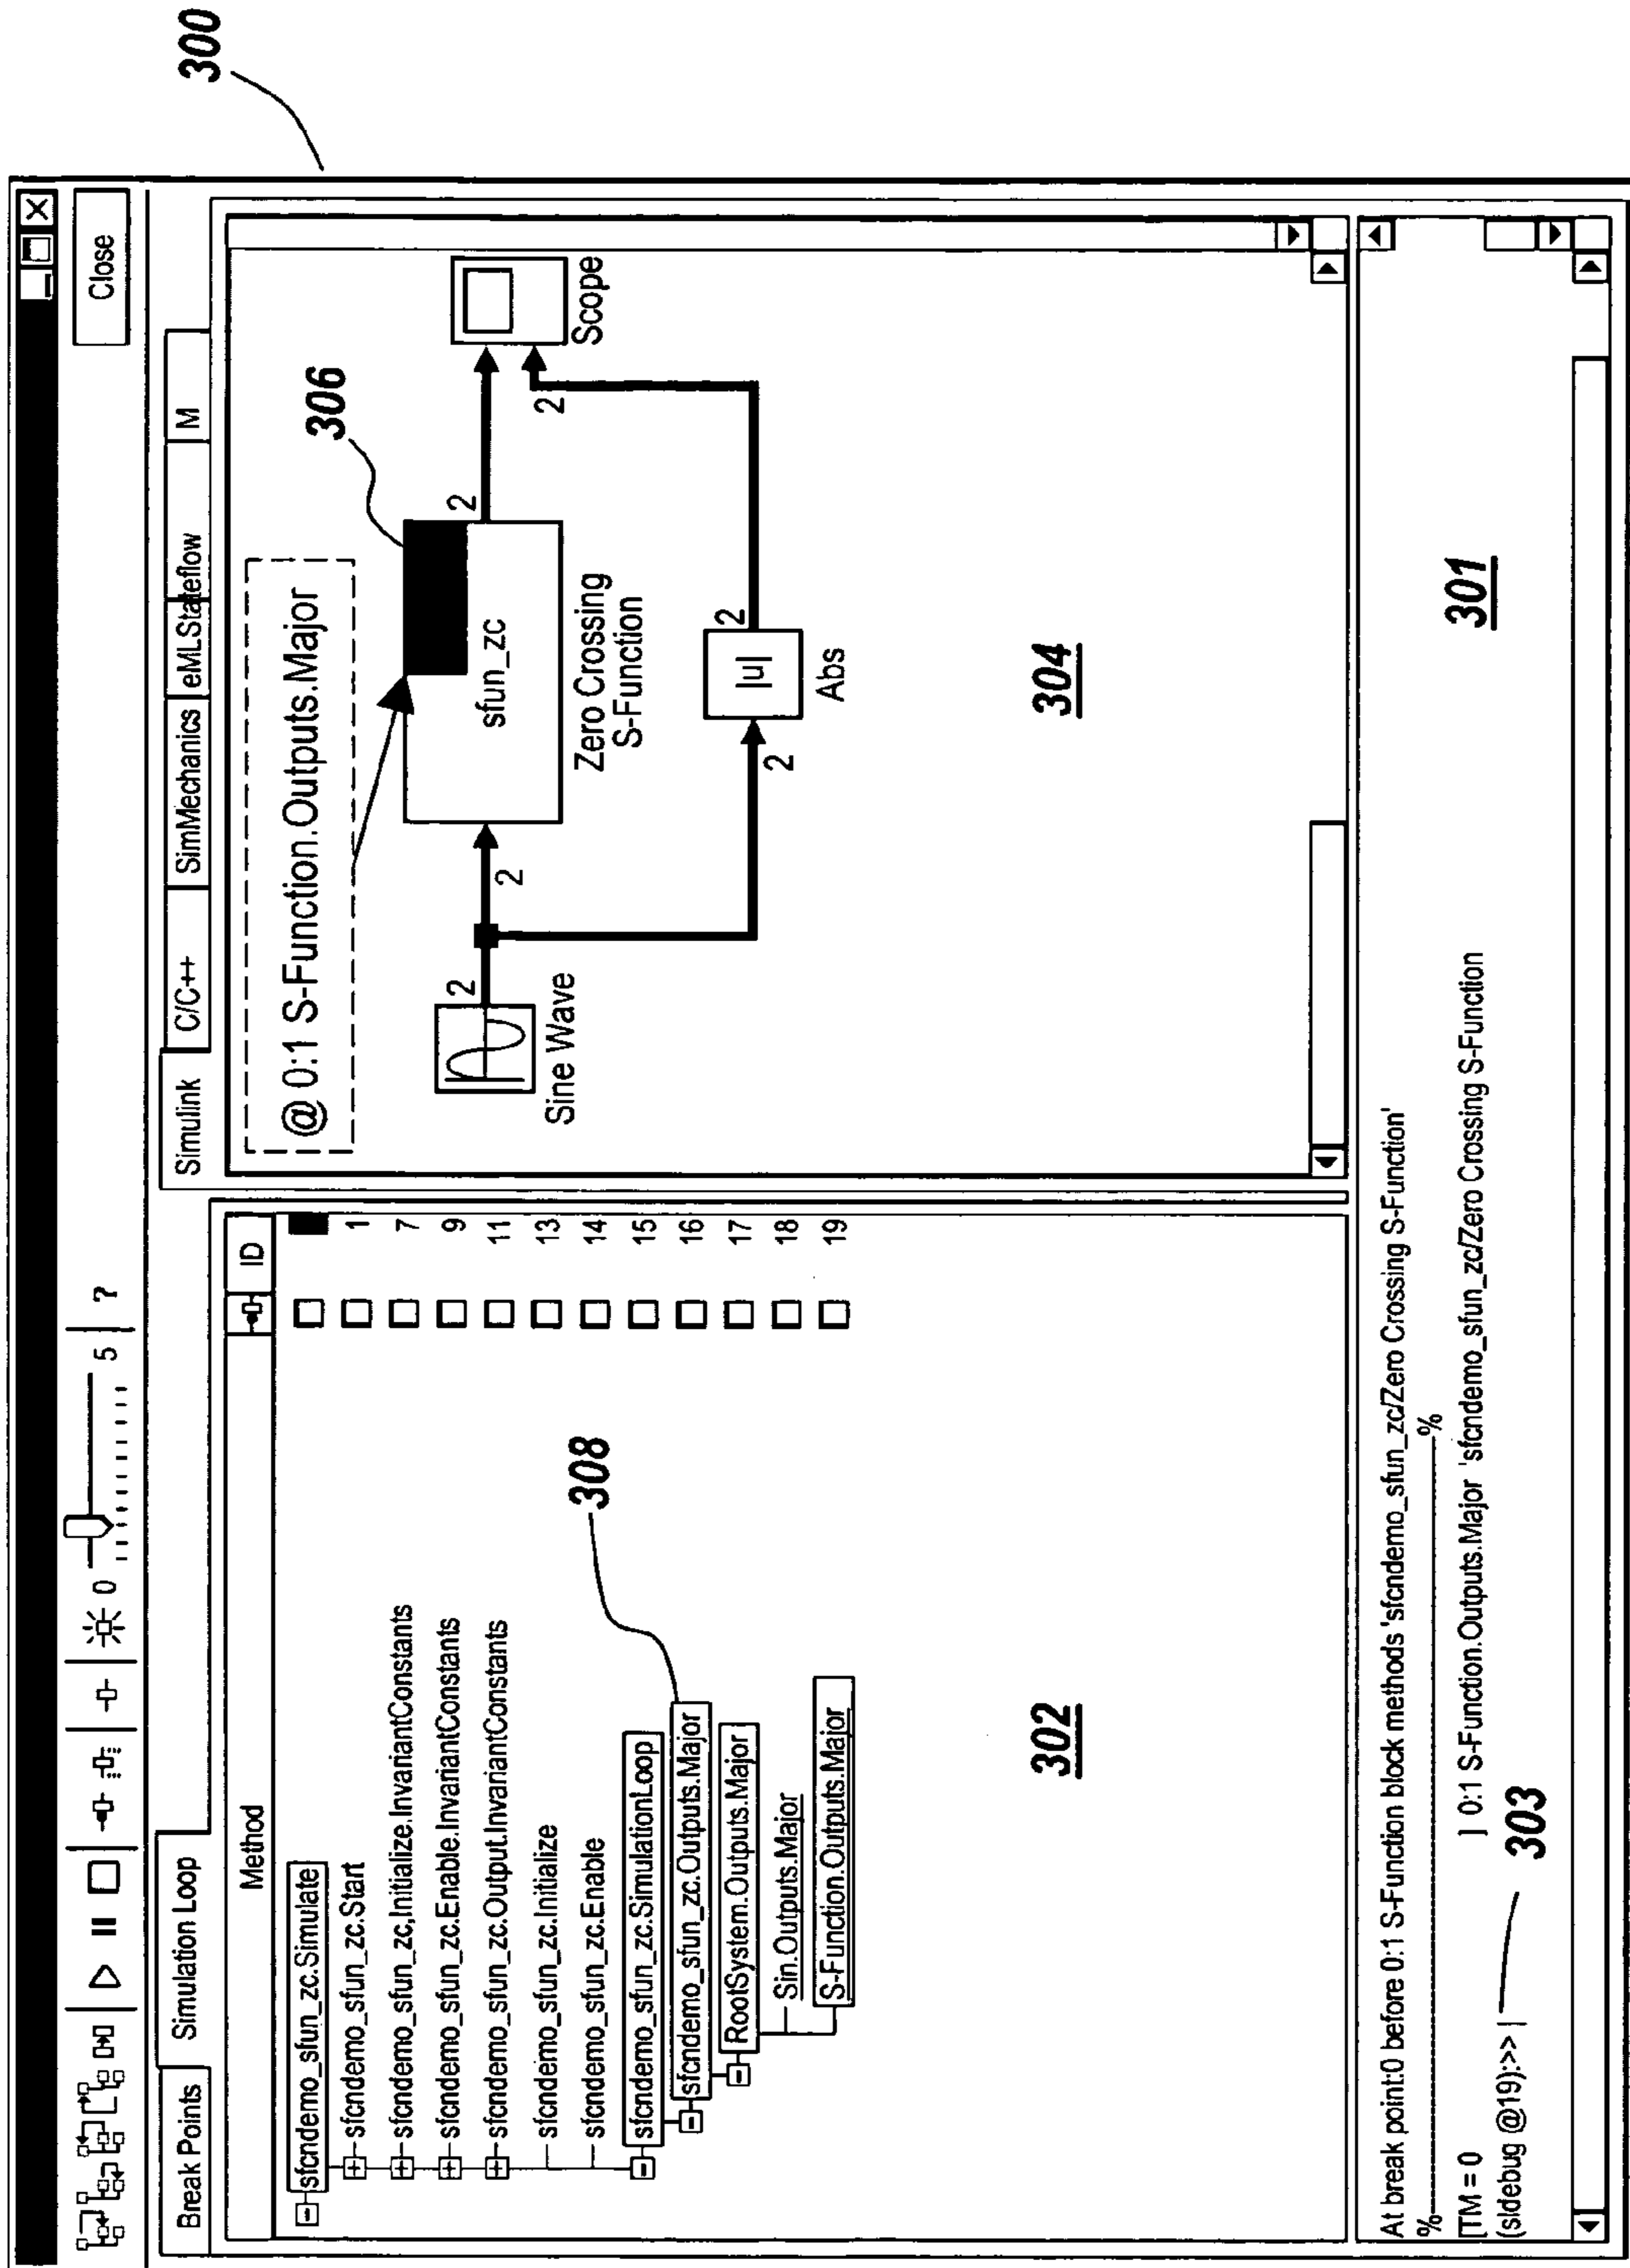 300
Close
0 5 ?
Break Points Simulation Loop
Method ID
sfcndemo_sfun_zc.Simulate
sfcndemo_sfun_zc.Start 1
sfcndemo_sfun_zc,Initialize.InvariantConstants 7
sfcndemo_sfun_zc.Enable.InvariantConstants 9
sfcndemo_sfun_zc.Output.InvariantConstants 11
sfcndemo_sfun_zc.Initialize 13
sfcndemo_sfun_zc.Enable 14
sfcndemo_sfun_zc.SimulationLoop 15
sfcndemo_sfun_zc.Outputs.Major 16
RootSystem.Outputs.Major 17
Sin.Outputs.Major 18
S-Function.Outputs.Major 19
308
302
Simulink C/C++ SimMechanics eMLStateflow M
@ 0:1 S-Function.Outputs.Major
306
2 2 2
sfun_zc
Sine Wave
Zero Crossing
S-Function
Scope
2
2 2
|u|
Abs
304
At break point:0 before 0:1 S-Function block methods 'sfcndemo_sfun_zc/Zero Crossing S-Function'
%--------------------------------------------------%
[TM = 0 ] 0:1 S-Function.Outputs.Major 'sfcndemo_sfun_zc/Zero Crossing S-Function
(sldebug @19):>> |
303
301